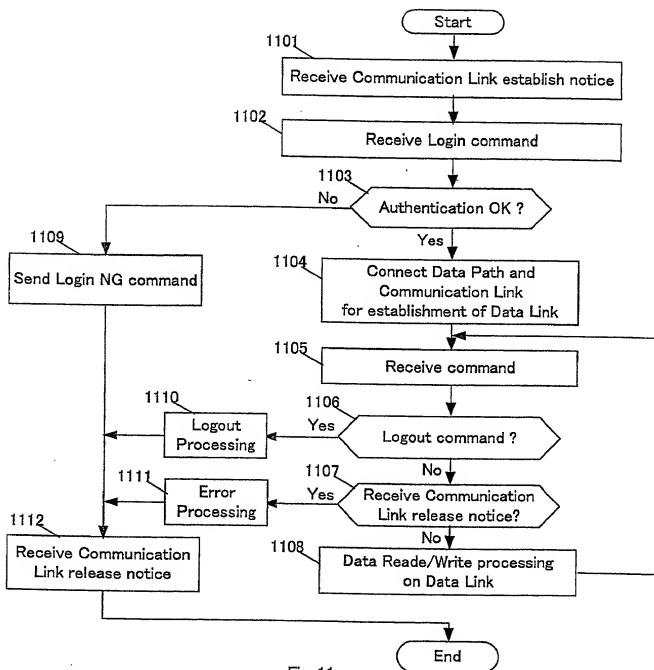 Start
1101
Receive Communication Link establish notice
1102
Receive Login command
1103
Authentication OK ?
No
Yes
1109
Send Login NG command
1104
Connect Data Path and
Communication Link
for establishment of Data Link
1105
Receive command
1110
Logout
Processing
Yes
1106
Logout command ?
No
1111
Error
Processing
Yes
1107
Receive Communication
Link release notice?
No
1112
Receive Communication
Link release notice
1108
Data Reade/Write processing
on Data Link
End